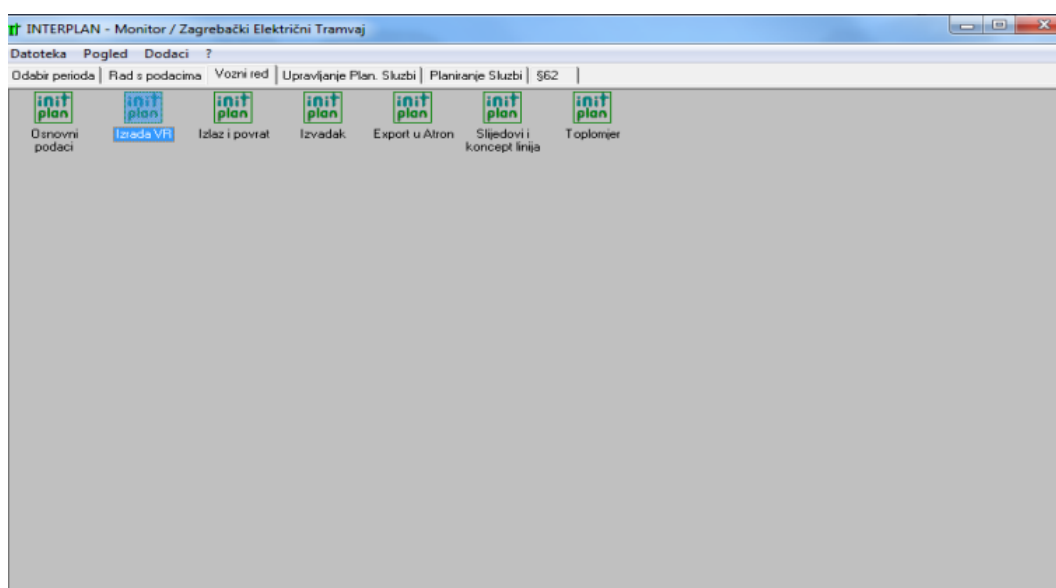 INTERPLAN - Monitor / Zagrebački Električni Tramvaj
Datoteka Pogled Dodaci ?
Odabir perioda Rad s podacima Vozni red Upravljanje Plan. Sluzbi Planiranje Sluzbi §62
init plan init plan init plan init plan init plan init plan init plan
Osnovni podaci
Izrada VR
Izlaz i povrat
Izvadak
Export u Atron
Slijedovi i koncept linija
Toplomjer